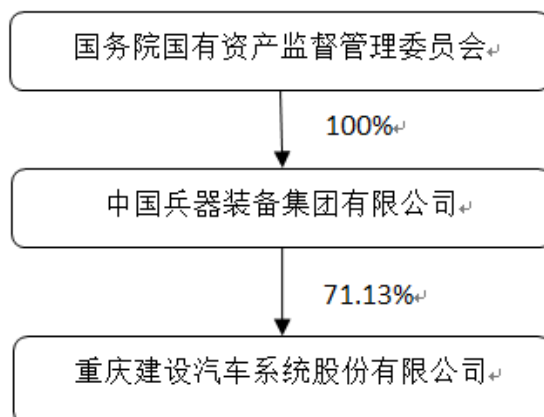 国务院国有资产监督管理委员会
100%
中国兵器装备集团有限公司
71.13%
重庆建设汽车系统股份有限公司